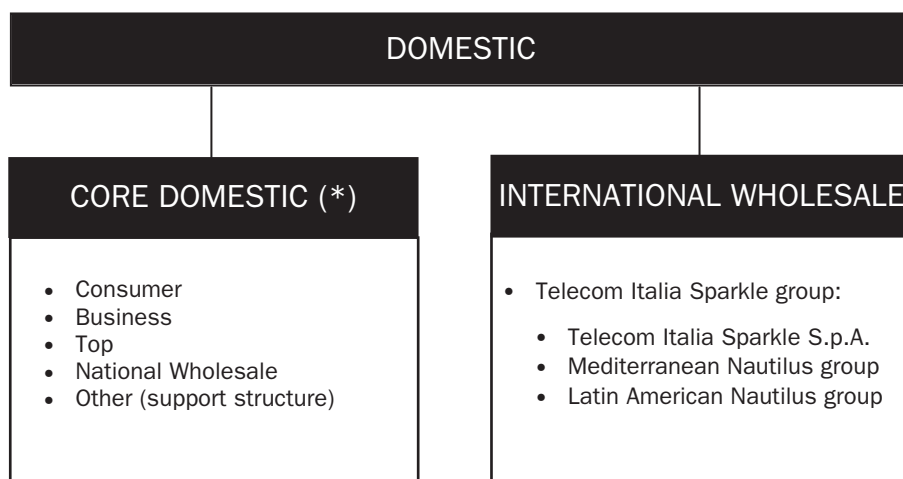 DOMESTIC
CORE DOMESTIC (*)
• Consumer
• Business
• Top
• National Wholesale
• Other (support structure)
INTERNATIONAL WHOLESALE
• Telecom Italia Sparkle group:
• Telecom Italia Sparkle S.p.A.
• Mediterranean Nautilus group
• Latin American Nautilus group